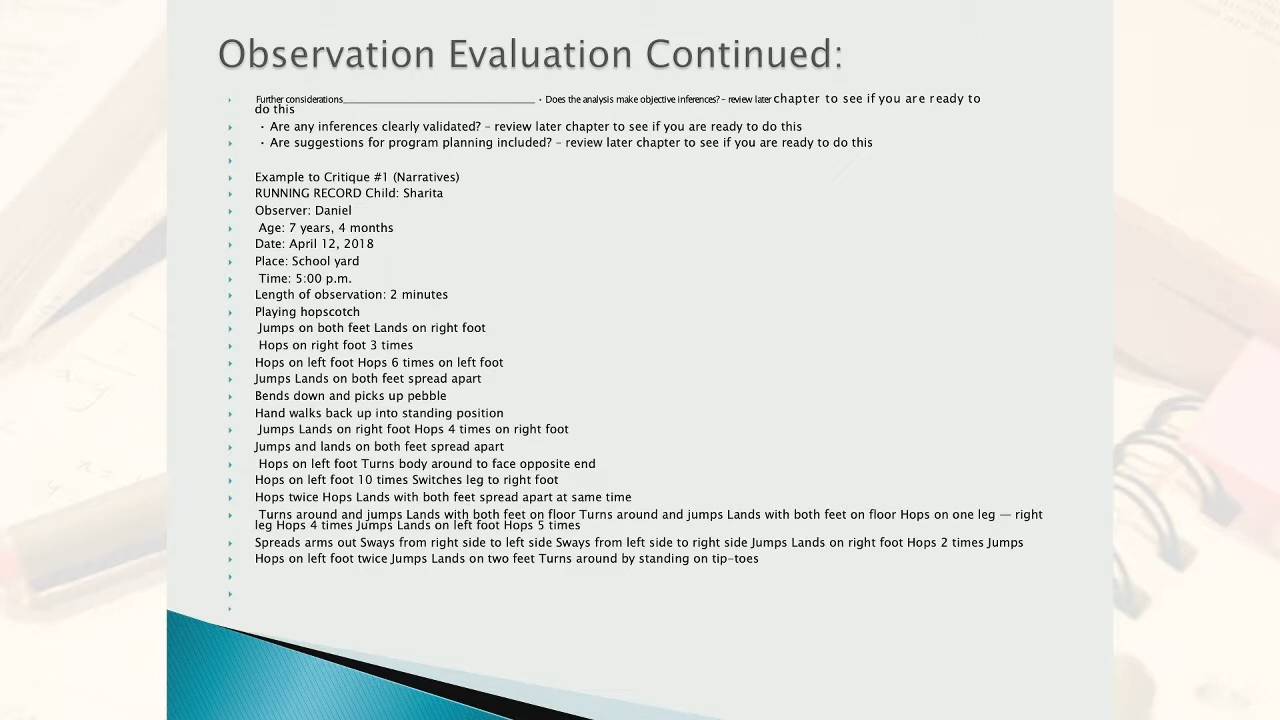 Observation Evaluation Continued:
Further considerations________________________________ • Does the analysis make objective inferences? – review later chapter to see if you are ready to
do this
• Are any inferences clearly validated? – review later chapter to see if you are ready to do this
• Are suggestions for program planning included? – review later chapter to see if you are ready to do this
Example to Critique #1 (Narratives)
RUNNING RECORD Child: Sharita
Observer: Daniel
Age: 7 years, 4 months
Date: April 12, 2018
Place: School yard
Time: 5:00 p.m.
Length of observation: 2 minutes
Playing hopscotch
Jumps on both feet Lands on right foot
Hops on right foot 3 times
Hops on left foot Hops 6 times on left foot
Jumps Lands on both feet spread apart
Bends down and picks up pebble
Hand walks back up into standing position
Jumps Lands on right foot Hops 4 times on right foot
Jumps and lands on both feet spread apart
Hops on left foot Turns body around to face opposite end
Hops on left foot 10 times Switches leg to right foot
Hops twice Hops Lands with both feet spread apart at same time
Turns around and jumps Lands with both feet on floor Turns around and jumps Lands with both feet on floor Hops on one leg — right
leg Hops 4 times Jumps Lands on left foot Hops 5 times
Spreads arms out Sways from right side to left side Sways from left side to right side Jumps Lands on right foot Hops 2 times Jumps
Hops on left foot twice Jumps Lands on two feet Turns around by standing on tip-toes